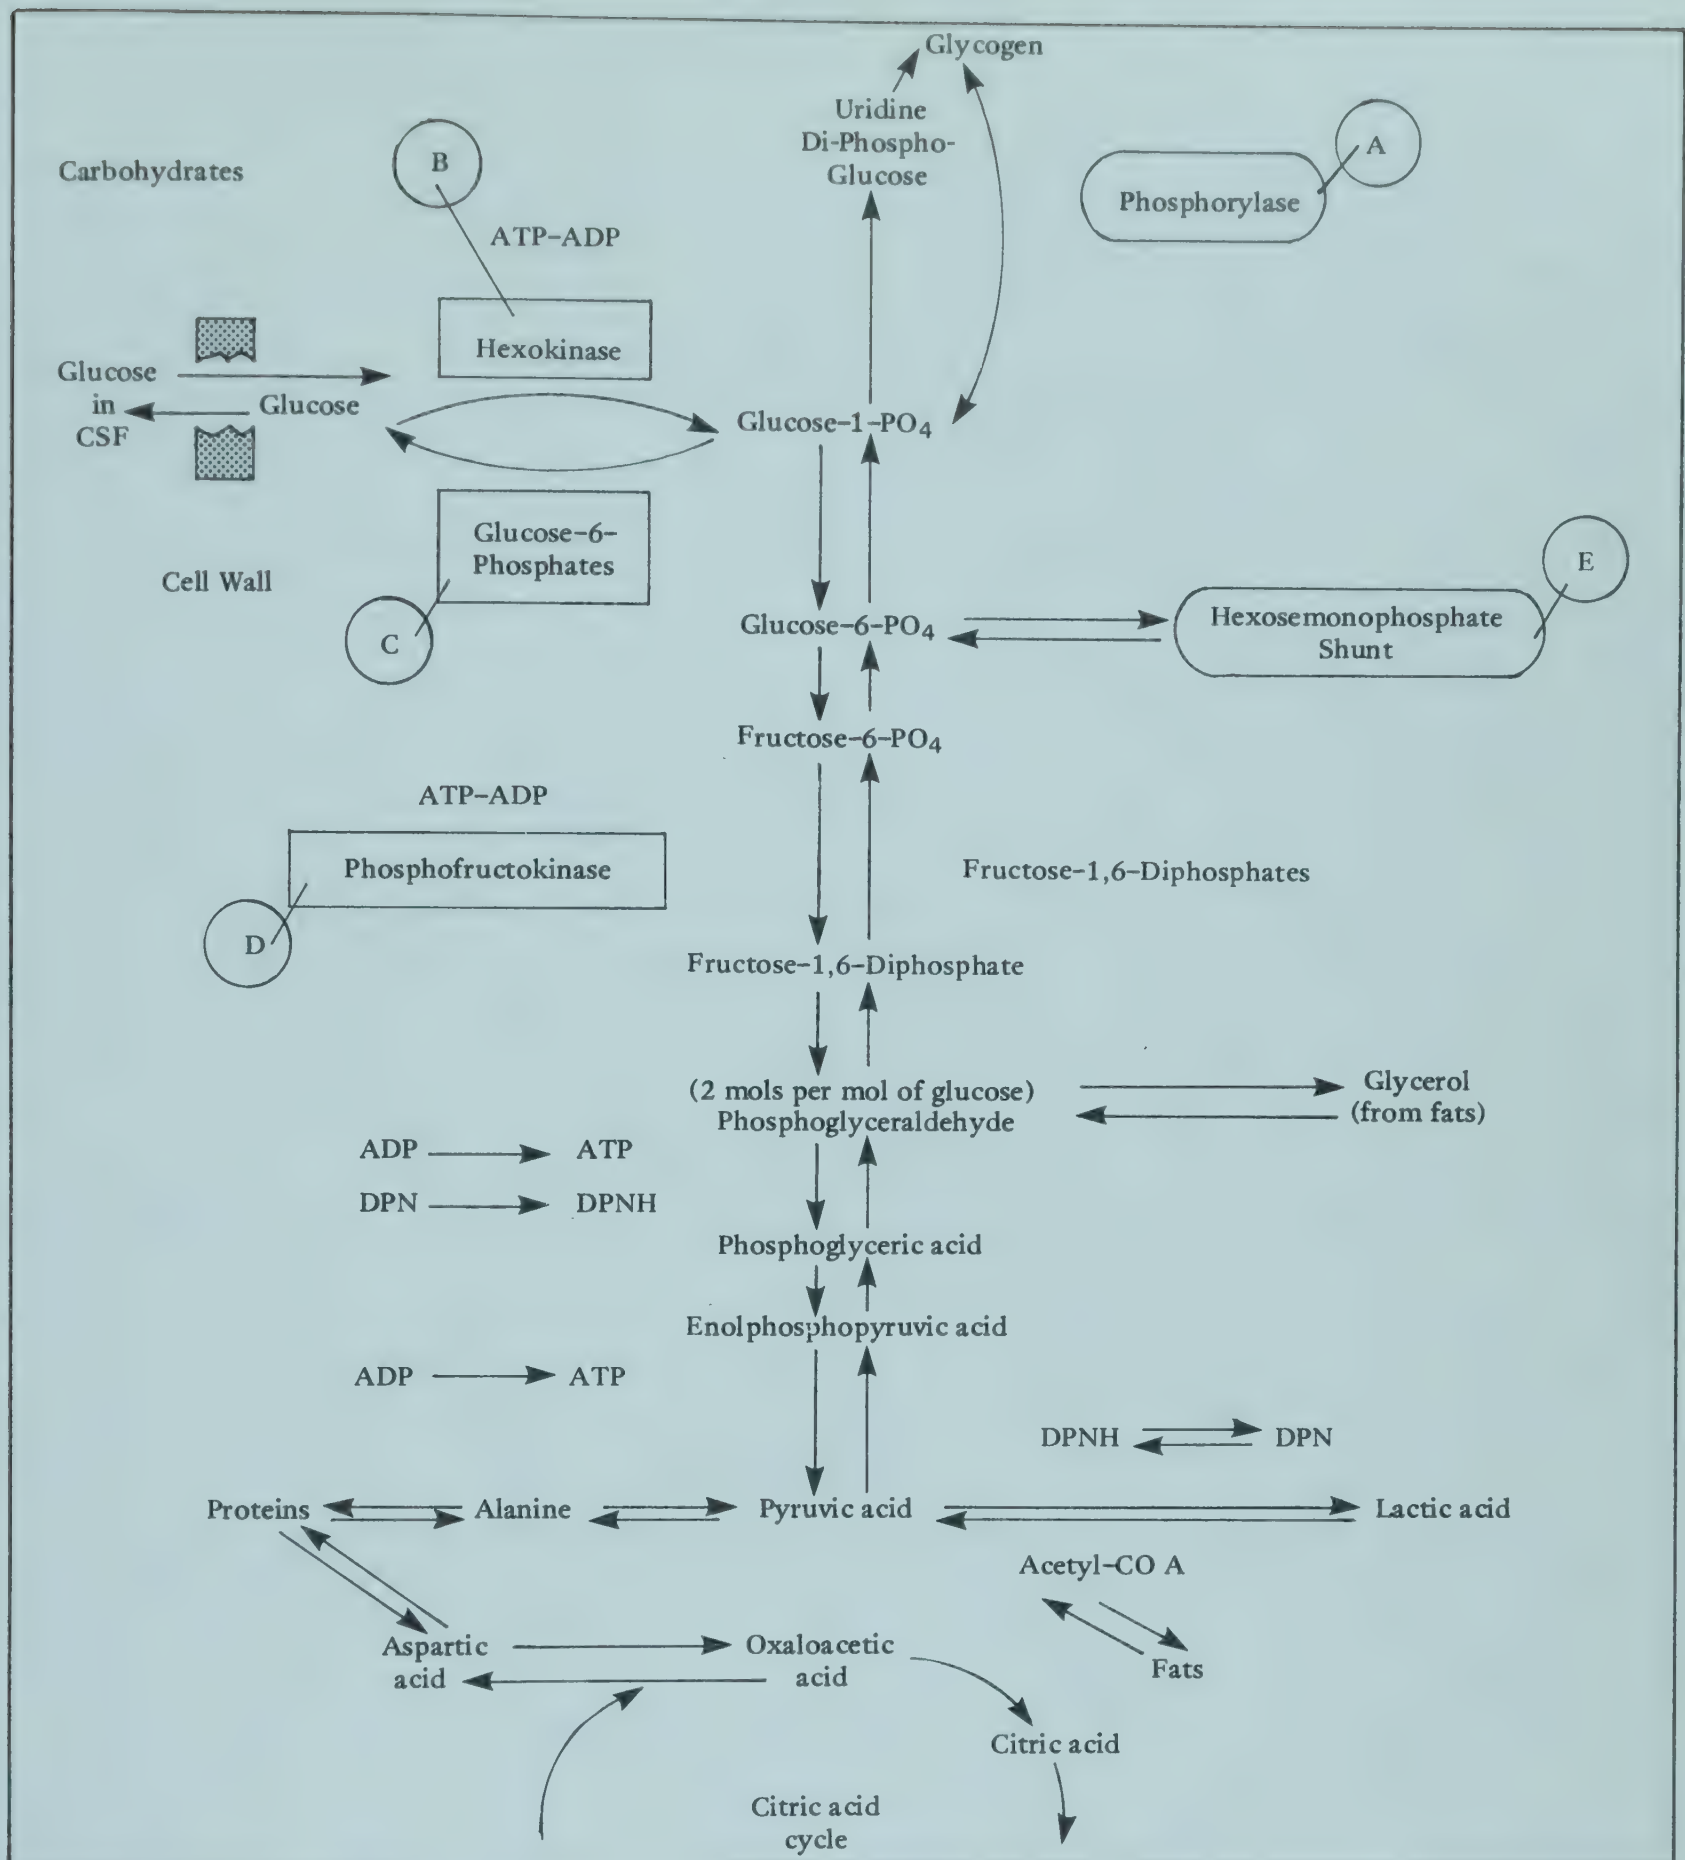 Glycogen
Uridine
Di-Phospho-
Glucose
A
Phosphorylase
B
Carbohydrates
ATP–ADP
Hexokinase
Glucose
in
CSF
Glucose
Glucose–1–PO4
Glucose–6–
Phosphates
C
Cell Wall
E
Hexosemonophosphate
Shunt
Glucose–6–PO4
Fructose–6–PO4
ATP–ADP
Phosphofructokinase
D
Fructose–1,6–Diphosphates
Fructose–1,6–Diphosphate
(2 mols per mol of glucose)
Phosphoglyceraldehyde
Glycerol
(from fats)
ADP ATP
DPN DPNH
Phosphoglyceric acid
Enolphosphopyruvic acid
ADP ATP
DPNH DPN
Proteins Alanine Pyruvic acid Lactic acid
Acetyl–CO A
Fats
Aspartic
acid
Oxaloacetic
acid
Citric acid
Citric acid
cycle